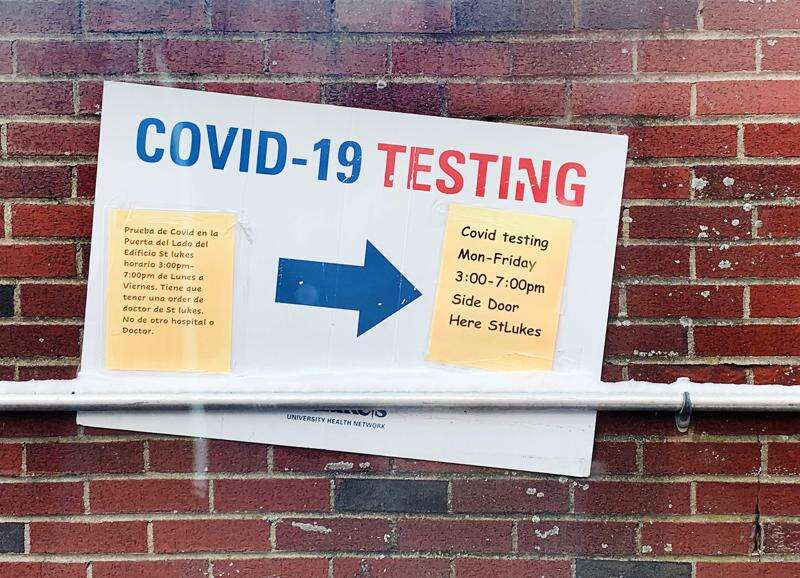 COVID-19 TESTING
Prueba de Covid en la
Puerta del Lado del
Edificio St lukes
horario 3:00pm-
7:00pm de Lunes a
Viernes. Tiene que
tener una order de
doctor de St lukes.
No de otro hospital o
Doctor.
Covid testing
Mon-Friday
3:00-7:00pm
Side Door
Here StLukes
UNIVERSITY HEALTH NETWORK